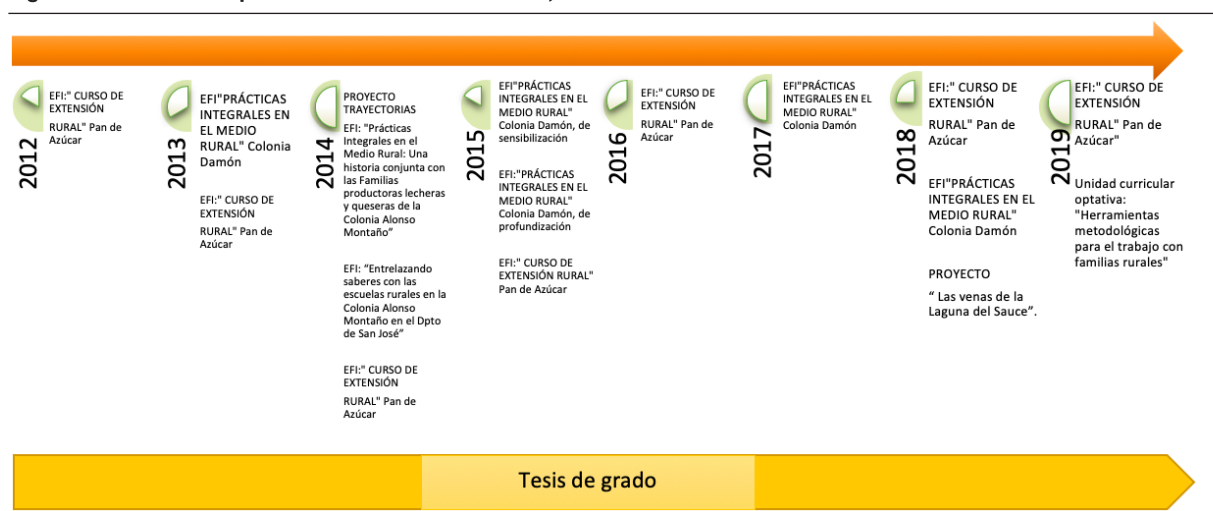 2012
EFI:" CURSO DE
EXTENSIÓN
RURAL" Pan de
Azúcar
2013
EFI"PRÁCTICAS
INTEGRALES EN
EL MEDIO
RURAL" Colonia
Damón
EFI:" CURSO DE
EXTENSIÓN
RURAL" Pan de
Azúcar
2014
PROYECTO
TRAYECTORIAS
EFI: "Prácticas
Integrales en el
Medio Rural: Una
historia conjunta con
las Familias
productoras lecheras
y queseras de la
Colonia Alonso
Montaño”
EFI: “Entrelazando
saberes con las
escuelas rurales en la
Colonia Alonso
Montaño en el Dpto
de San José”
EFI:" CURSO DE
EXTENSIÓN
RURAL" Pan de
Azúcar
2015
EFI"PRÁCTICAS
INTEGRALES EN EL
MEDIO RURAL"
Colonia Damón, de
sensibilización
EFI:"PRÁCTICAS
INTEGRALES EN EL
MEDIO RURAL"
Colonia Damón, de
profundización
EFI:" CURSO DE
EXTENSIÓN RURAL"
Pan de Azúcar
2016
EFI:" CURSO DE
EXTENSIÓN
RURAL" Pan de
Azúcar
2017
EFI"PRÁCTICAS
INTEGRALES EN EL
MEDIO RURAL"
Colonia Damón
2018
EFI:" CURSO DE
EXTENSIÓN
RURAL" Pan de
Azúcar
EFI"PRÁCTICAS
INTEGRALES EN EL
MEDIO RURAL"
Colonia Damón
PROYECTO
“ Las venas de la
Laguna del Sauce”.
2019
EFI:" CURSO DE
EXTENSIÓN
RURAL" Pan de
Azúcar"
Unidad curricular
optativa:
"Herramientas
metodológicas
para el trabajo con
familias rurales"
Tesis de grado